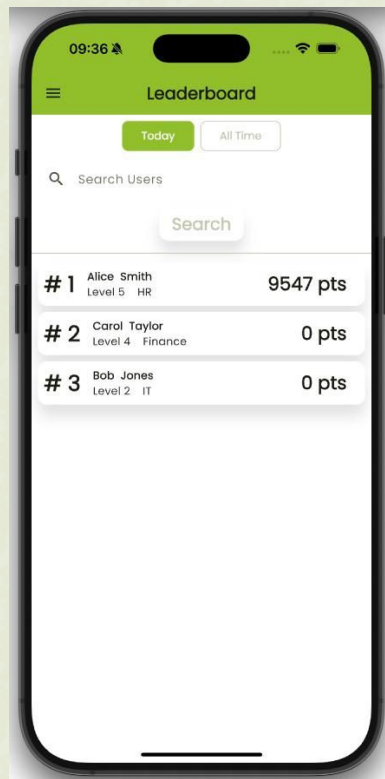 09:36
Leaderboard
Today All Time
Search Users
Search
# 1 Alice Smith 9547 pts
Level 5 HR
# 2 Carol Taylor 0 pts
Level 4 Finance
# 3 Bob Jones 0 pts
Level 2 IT